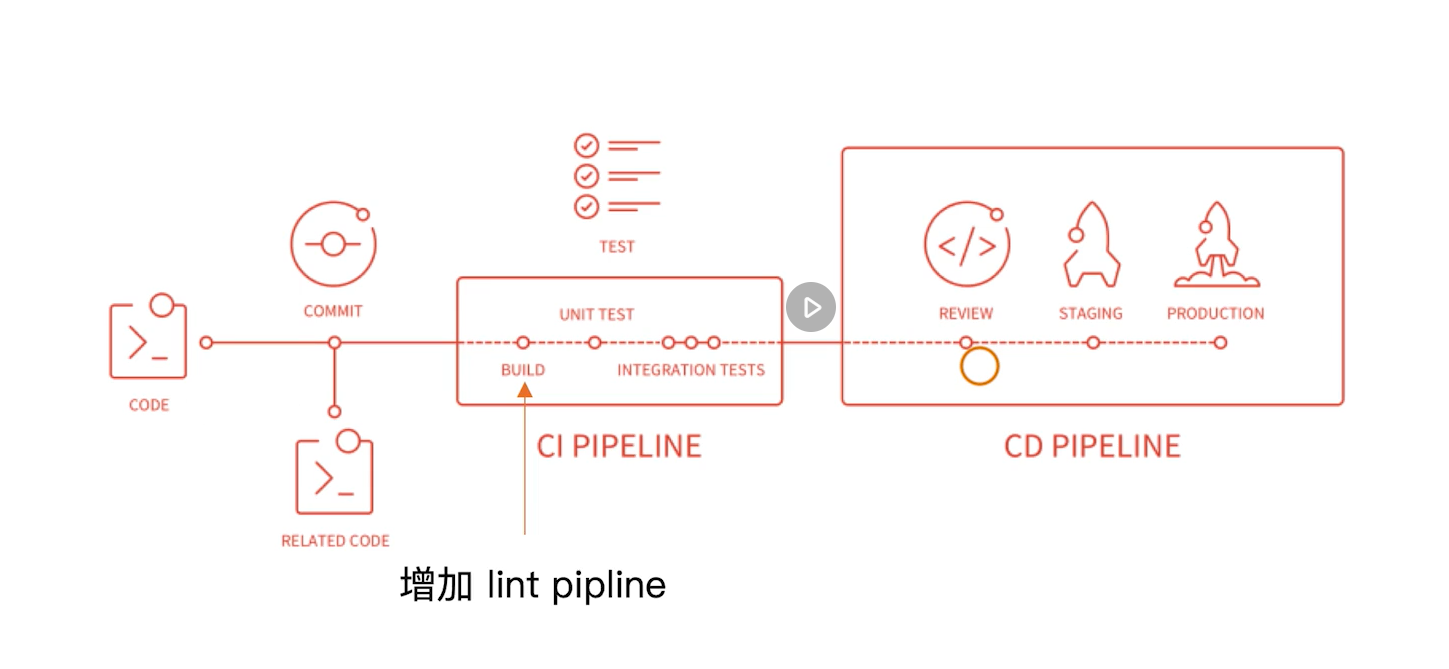 TEST
COMMIT
UNIT TEST
REVIEW
STAGING
PRODUCTION
BUILD
INTEGRATION TESTS
CODE
CI PIPELINE
CD PIPELINE
RELATED CODE
增加 lint pipline